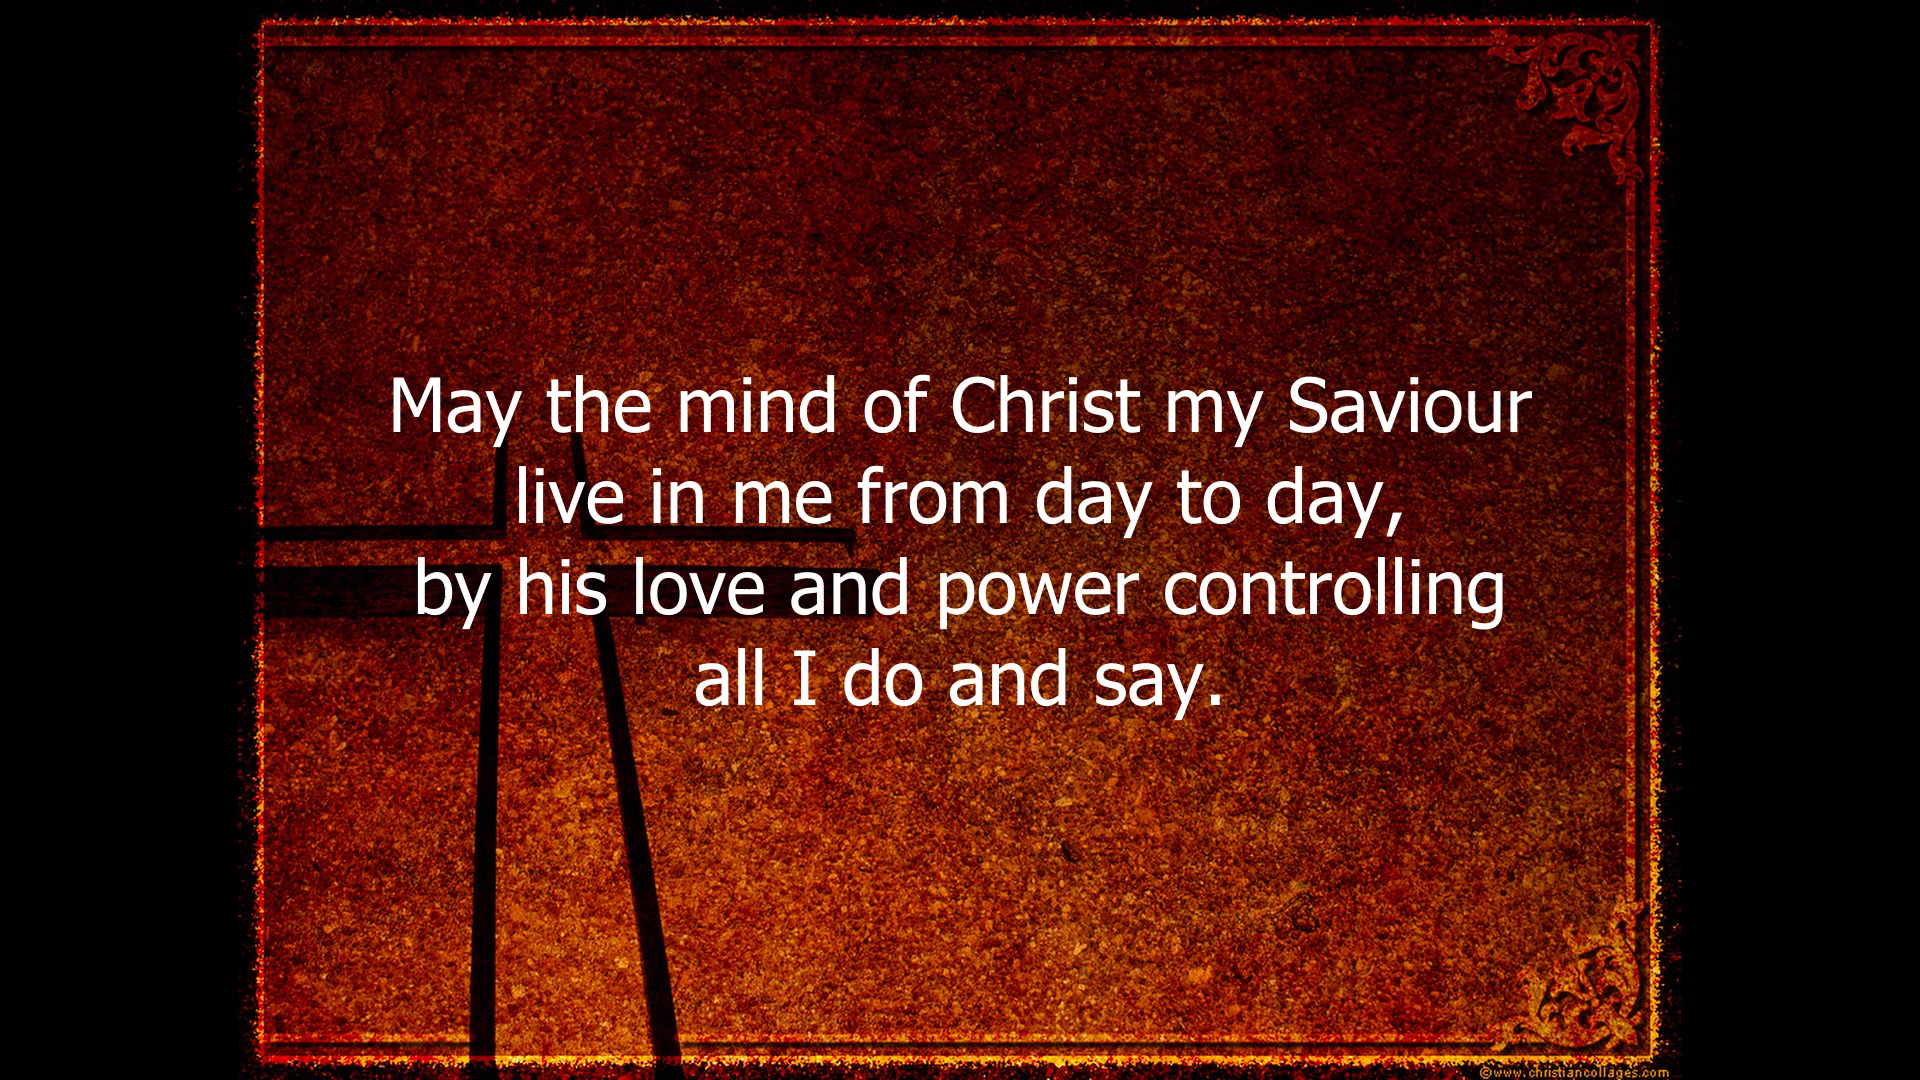 May the mind of Christ my Saviour
live in me from day to day,
by his love and power controlling
all I do and say.
©www.christiancollages.com